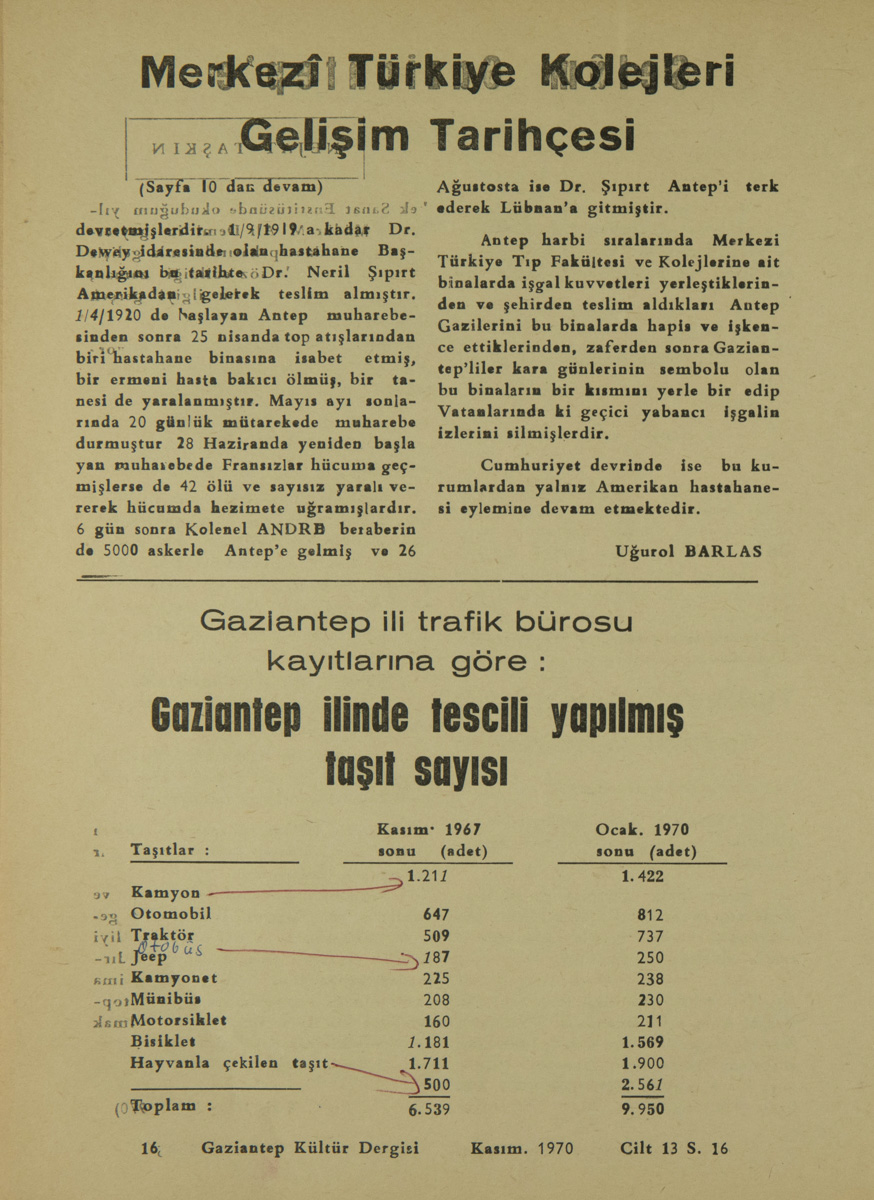 Merkezî Türkiye Kolejleri
Gelişim Tarihçesi
(Sayfa 10 dan devam)
devretmişlerdir. 1/9/1919 a kadar Dr.
Dewey idaresinde olan hastahane Baş-
kanlığını bu tarihte Dr. Neril Şıpırt
Amerikadan gelerek teslim almıştır.
1/4/1920 de başlayan Antep muharebe-
sinden sonra 25 nisanda top atışlarından
biri hastahane binasına isabet etmiş,
bir ermeni hasta bakıcı ölmüş, bir ta-
nesi de yaralanmıştır. Mayıs ayı sonla-
rında 20 günlük mütarekede muharebe
durmuştur 28 Haziranda yeniden başla
yan muharebede Fransızlar hücuma geç-
mişlerse de 42 ölü ve sayısız yaralı ve-
rerek hücumda hezimete uğramışlardır.
6 gün sonra Kolenel ANDRB beraberin
de 5000 askerle Antep'e gelmiş ve 26
Ağustosta ise Dr. Şıpırt Antep'i terk
ederek Lübnan'a gitmiştir.
Antep harbi sıralarında Merkezi
Türkiye Tıp Fakültesi ve Kolejlerine ait
binalarda işgal kuvvetleri yerleştiklerin-
den ve şehirden teslim aldıkları Antep
Gazilerini bu binalarda hapis ve işken-
ce ettiklerinden, zaferden sonra Gazian-
tep'liler kara günlerinin sembolu olan
bu binaların bir kısmını yerle bir edip
Vatanlarında ki geçici yabancı işgalin
izlerini silmişlerdir.
Cumhuriyet devrinde ise bu ku-
rumlardan yalnız Amerikan hastahane-
si eylemine devam etmektedir.
Uğurol BARLAS
Gaziantep ili trafik bürosu
kayıtlarına göre :
Gaziantep ilinde tescili yapılmış
taşıt sayısı
Kasım· 1967 Ocak. 1970
Taşıtlar : sonu (adet) sonu (adet)
1.211 1.422
Kamyon
Otomobil 647 812
Traktör 509 737
Otobüs
Jeep 187 250
Kamyonet 225 238
Münibüs 208 230
Motorsiklet 160 211
Bisiklet 1.181 1.569
Hayvanla çekilen taşıt 1.711 1.900
500 2.561
Toplam : 6.539 9.950
16 Gaziantep Kültür Dergisi Kasım. 1970 Cilt 13 S. 16